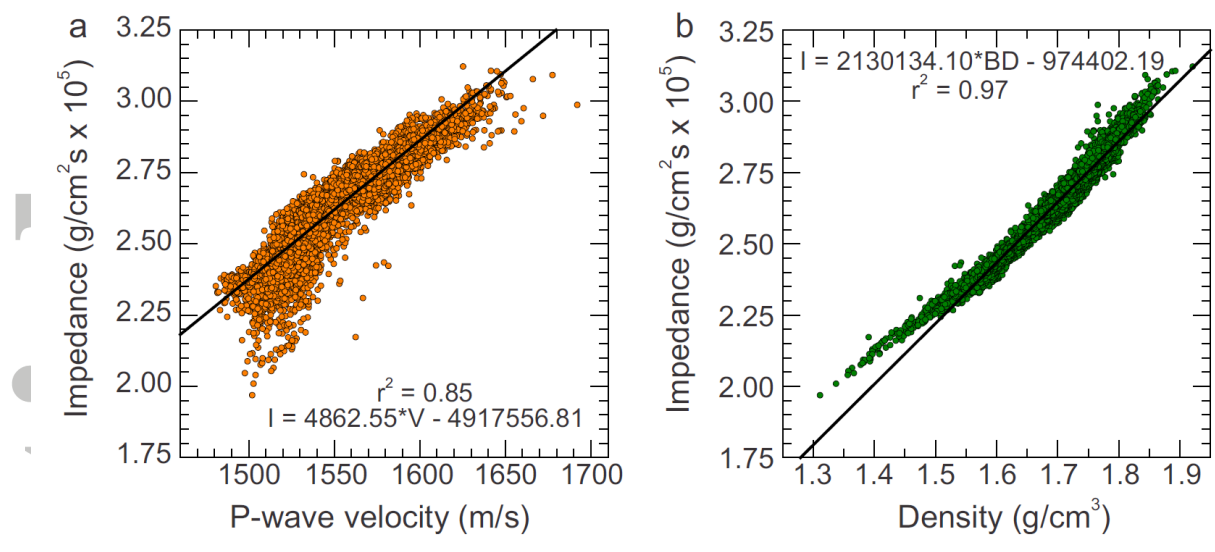 a
3.25
3.00
2.75
2.50
2.25
2.00
1.75
Impedance (g/cm² s x 10⁵)
r² = 0.85
I = 4862.55*V - 4917556.81
1500 1550 1600 1650 1700
P-wave velocity (m/s)
b
3.25
3.00
2.75
2.50
2.25
2.00
1.75
Impedance (g/cm² s x 10⁵)
I = 2130134.10*BD - 974402.19
r² = 0.97
1.3 1.4 1.5 1.6 1.7 1.8 1.9
Density (g/cm³)